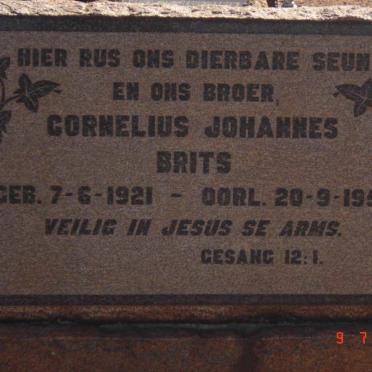 HIER RUS ONS DIERBARE SEUN
EN ONS BROER,
CORNELIUS JOHANNES
BRITS
GEB. 7-6-1921 - OORL. 20-9-195
VEILIG IN JESUS SE ARMS.
GESANG 12:1.
9 7